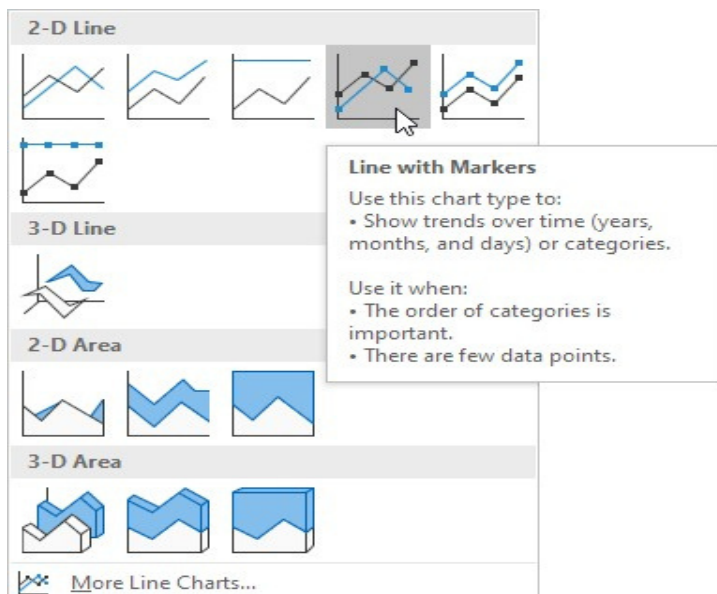 2-D Line
Line with Markers
Use this chart type to:
• Show trends over time (years,
months, and days) or categories.
Use it when:
• The order of categories is
important.
• There are few data points.
3-D Line
2-D Area
3-D Area
More Line Charts...